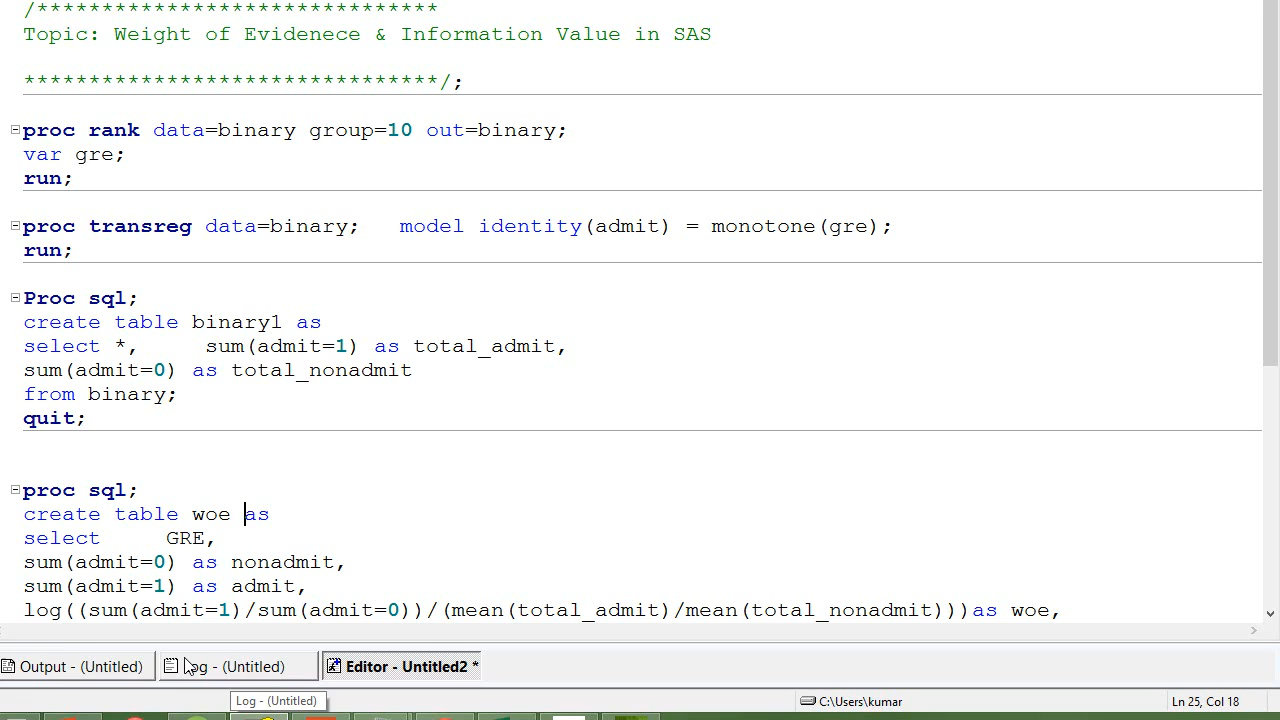 /*******************************
Topic: Weight of Evidenece & Information Value in SAS
********************************/;
proc rank data=binary group=10 out=binary;
var gre;
run;
proc transreg data=binary;   model identity(admit) = monotone(gre);
run;
Proc sql;
create table binary1 as
select *,     sum(admit=1) as total_admit,
sum(admit=0) as total_nonadmit
from binary;
quit;
proc sql;
create table woe as
select     GRE,
sum(admit=0) as nonadmit,
sum(admit=1) as admit,
log((sum(admit=1)/sum(admit=0))/(mean(total_admit)/mean(total_nonadmit)))as woe,
Output - (Untitled)  - (Untitled)  Editor - Untitled2 *
Log - (Untitled)  C:\Users\kumar  Ln 25, Col 18